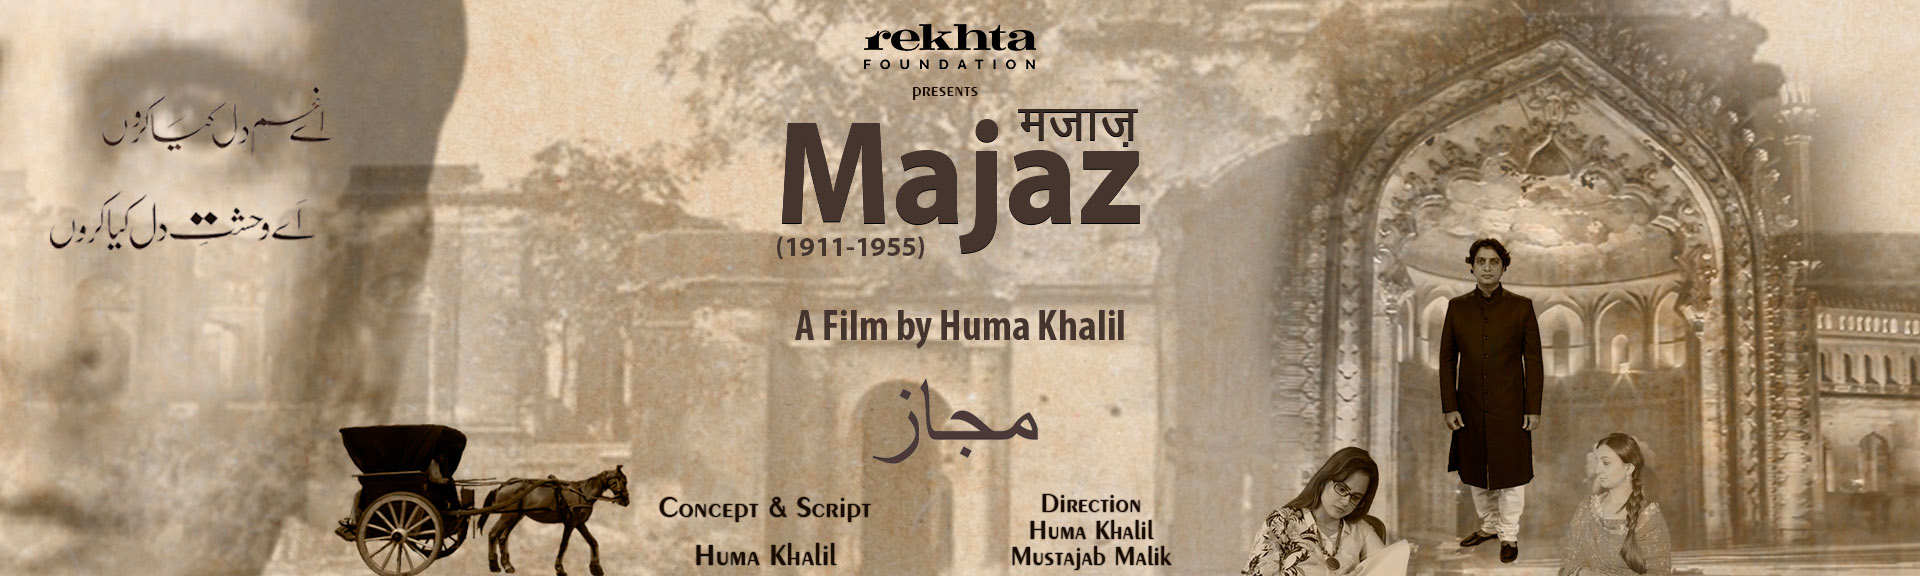 اے غمِ دل کیا کروں
اے وحشتِ دل کیا کروں
rekhta
FOUNDATION
PRESENTS
मजाज़
Majaz
(1911-1955)
A Film by Huma Khalil
مجاز
Concept & Script
Huma Khalil
Direction
Huma Khalil
Mustajab Malik